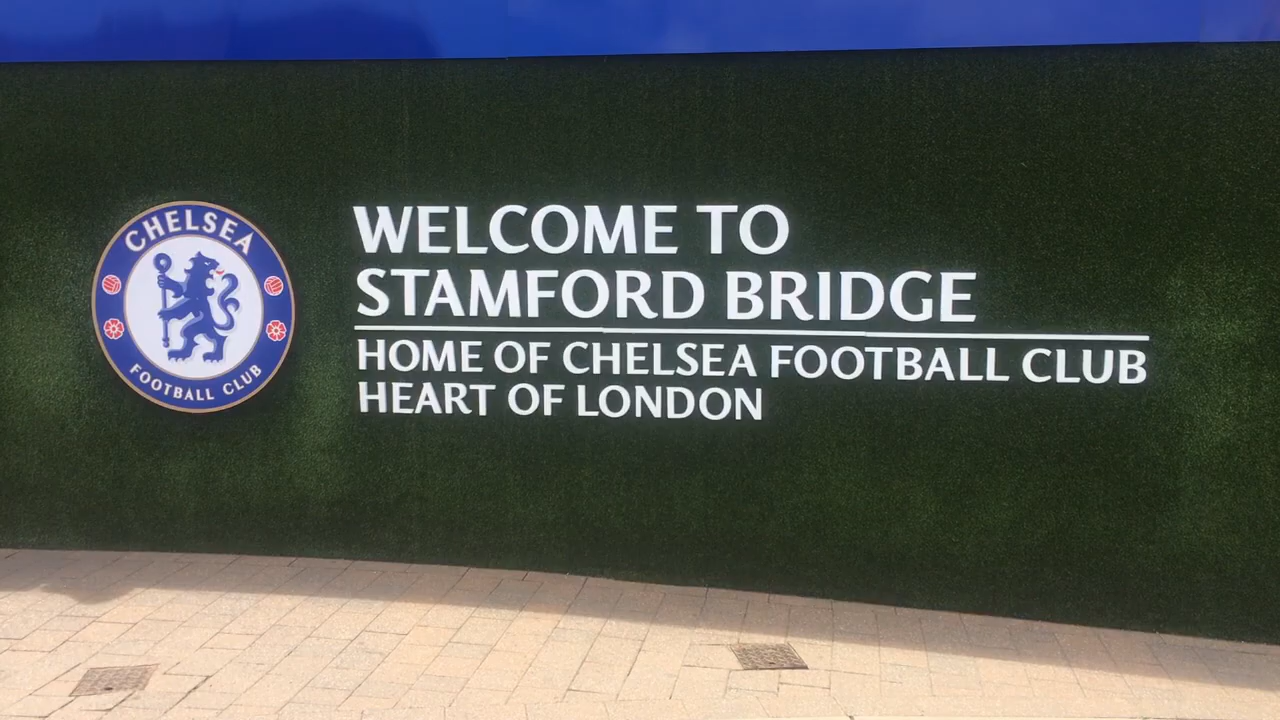 CHELSEA
FOOTBALL CLUB
WELCOME TO
STAMFORD BRIDGE
HOME OF CHELSEA FOOTBALL CLUB
HEART OF LONDON